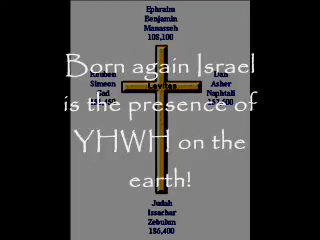 Ephraim
Benjamin
Manasseh
108,100
Born again Israel
Reuben Dan
Simeon Levites Asher
is the presence of
Gad Naphtali
YHWH on the
earth!
Judah
Issachar
Zebulun
186,400